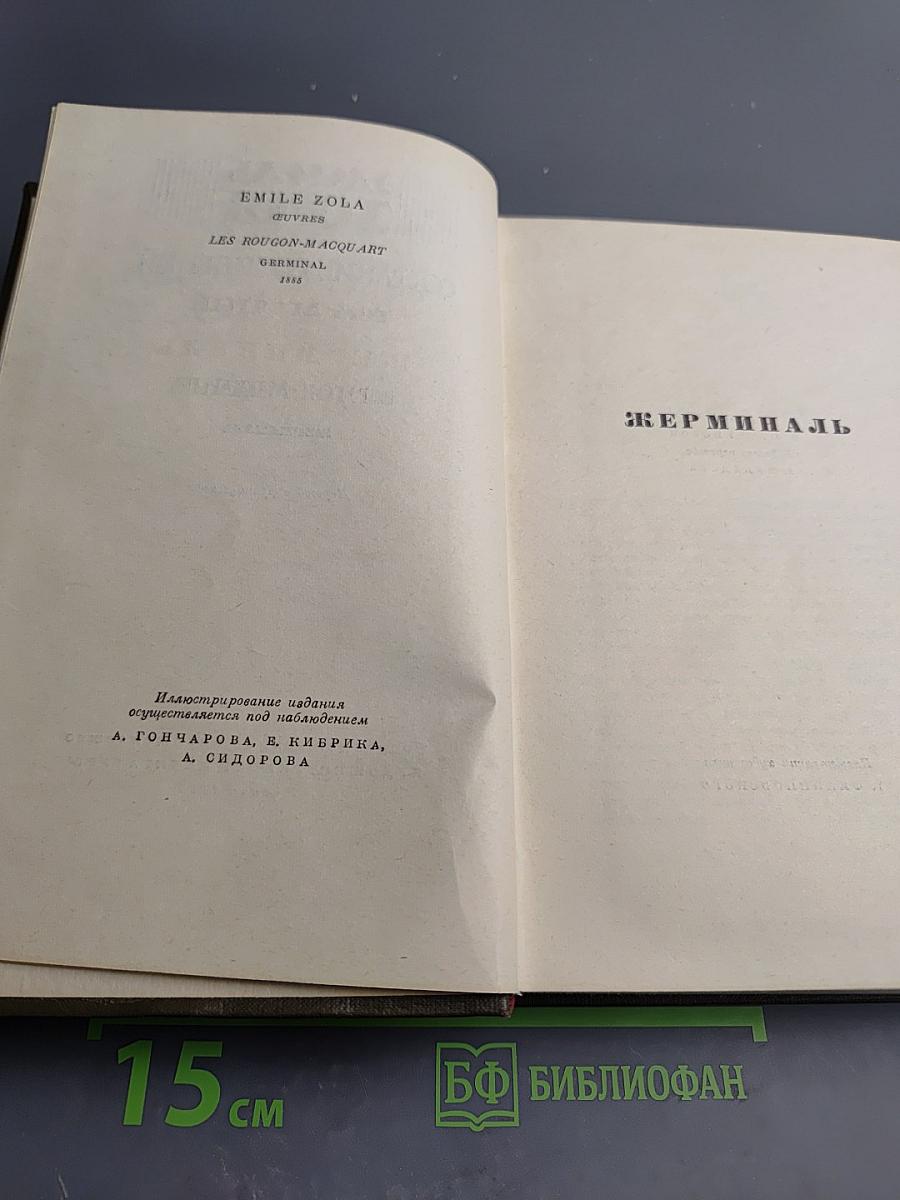 EMILE ZOLA
ŒUVRES
LES ROUGON-MACQUART
GERMINAL
1885
Иллюстрирование издания
осуществляется под наблюдением
А. ГОНЧАРОВА, Е. КИБРИКА,
А. СИДОРОВА
ЖЕРМИНАЛЬ
15 см
БФ БИБЛИОФАН